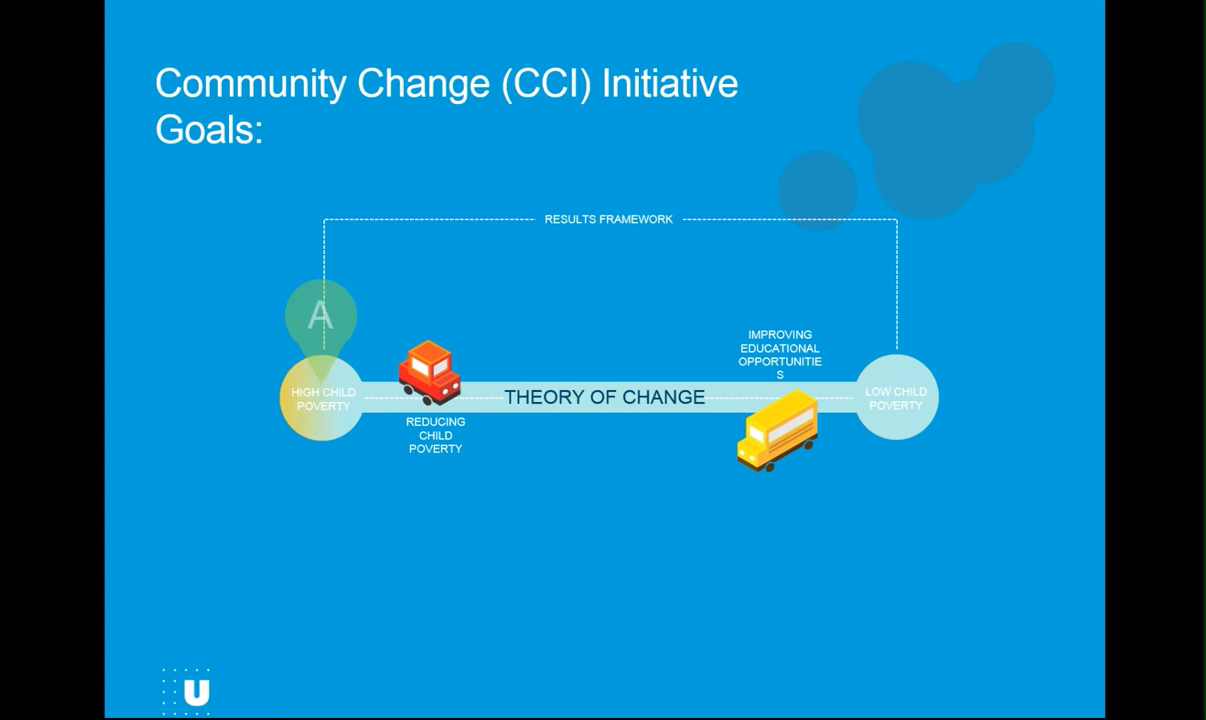 Community Change (CCI) Initiative
Goals:
RESULTS FRAMEWORK
A
HIGH CHILD
POVERTY
REDUCING
CHILD
POVERTY
THEORY OF CHANGE
IMPROVING
EDUCATIONAL
OPPORTUNITIE
S
LOW CHILD
POVERTY
U